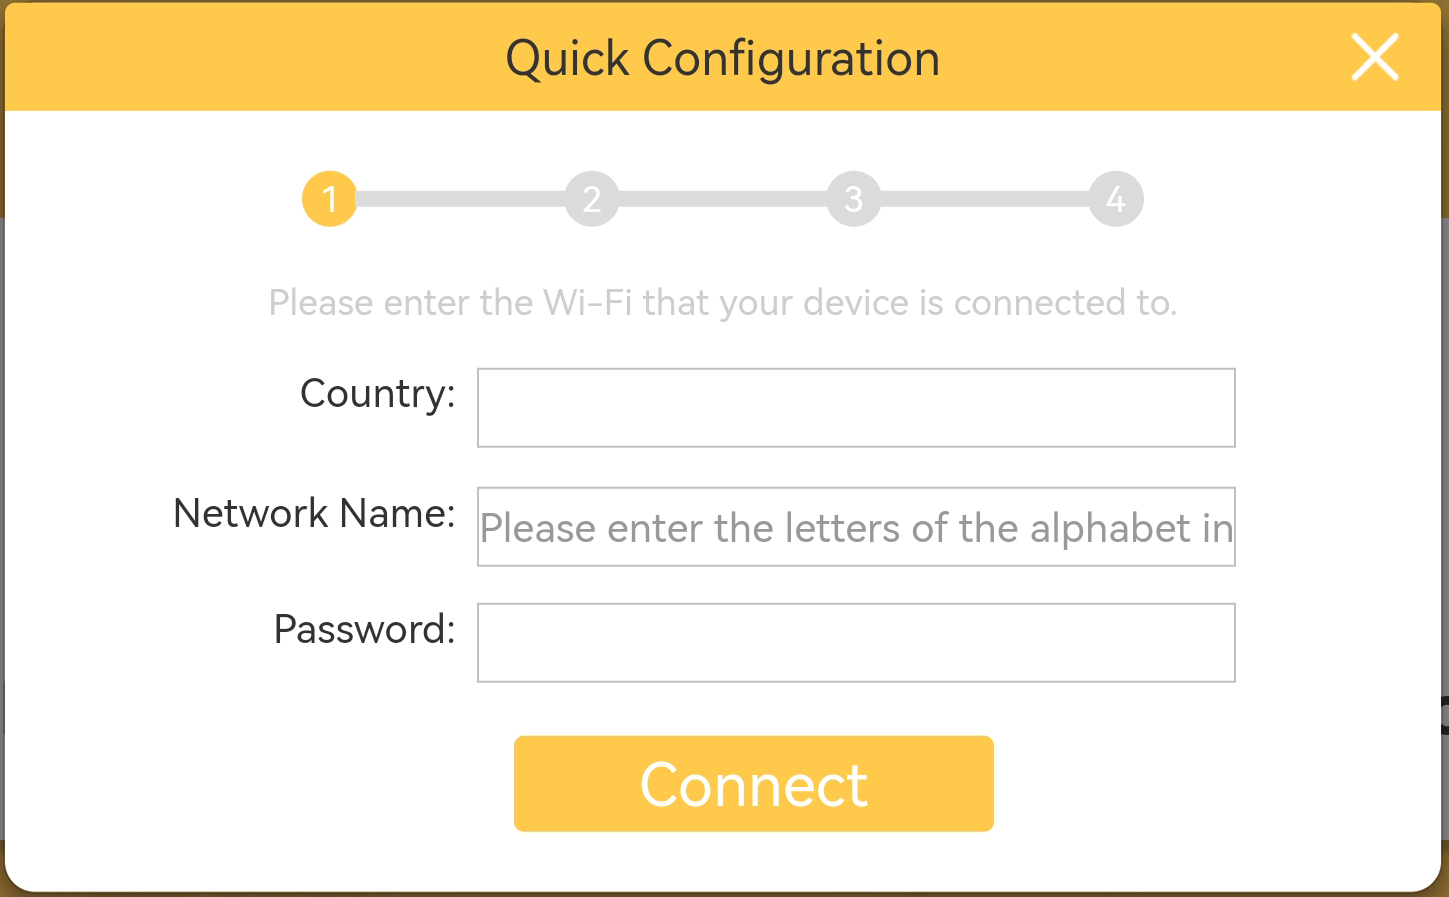 Quick Configuration
1 2 3 4
Please enter the Wi-Fi that your device is connected to.
Country:
Network Name: Please enter the letters of the alphabet in
Password:
Connect